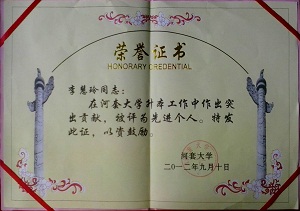 荣誉证书
HONORARY CREDENTIAL
李慧玲同志：
在河套大学升本工作中作出突
出贡献，被评为先进个人。特发
此证，以资鼓励。
河套大学
二〇一二年九月十日